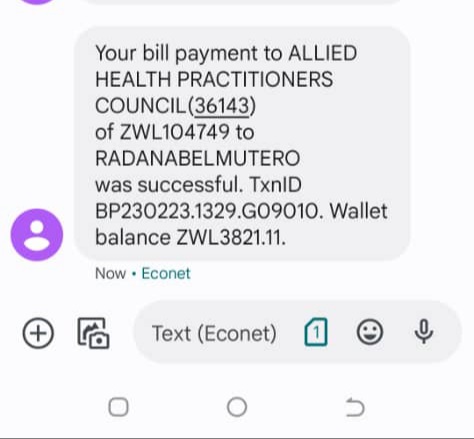 Your bill payment to ALLIED
HEALTH PRACTITIONERS
COUNCIL(36143)
of ZWL104749 to
RADANABELMUTERO
was successful. TxnID
BP230223.1329.G09010. Wallet
balance ZWL3821.11.
Now • Econet
Text (Econet)
1